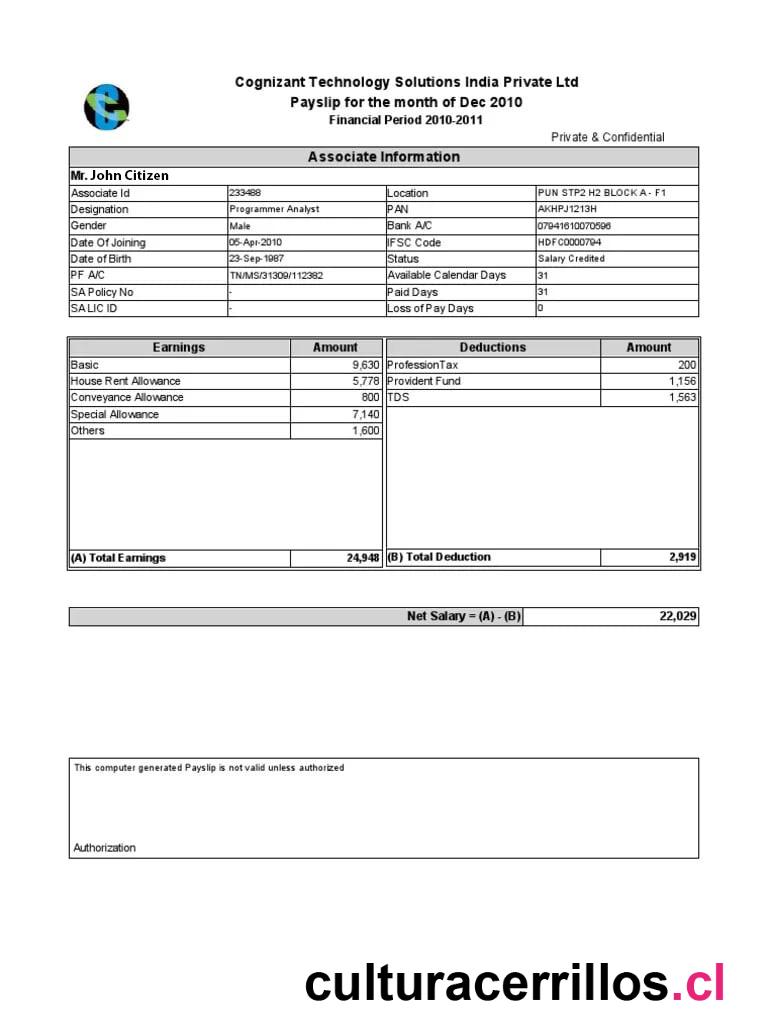 Cognizant Technology Solutions India Private Ltd
Payslip for the month of Dec 2010
Financial Period 2010-2011
Private & Confidential
Associate Information
Mr. John Citizen
Associate Id 233488 Location PUN STP2 H2 BLOCK A - F1
Designation Programmer Analyst PAN AKHPJ1213H
Gender Male Bank A/C 07941610070596
Date Of Joining 05-Apr-2010 IFSC Code HDFC0000794
Date of Birth 23-Sep-1987 Status Salary Credited
PF A/C TN/MS/31309/112382 Available Calendar Days 31
SA Policy No - Paid Days 31
SA LIC ID - Loss of Pay Days 0
Earnings Amount Deductions Amount
Basic 9,630 ProfessionTax 200
House Rent Allowance 5,778 Provident Fund 1,156
Conveyance Allowance 800 TDS 1,563
Special Allowance 7,140
Others 1,600
(A) Total Earnings 24,948 (B) Total Deduction 2,919
Net Salary = (A) - (B) 22,029
This computer generated Payslip is not valid unless authorized
Authorization
culturacerrillos.cl